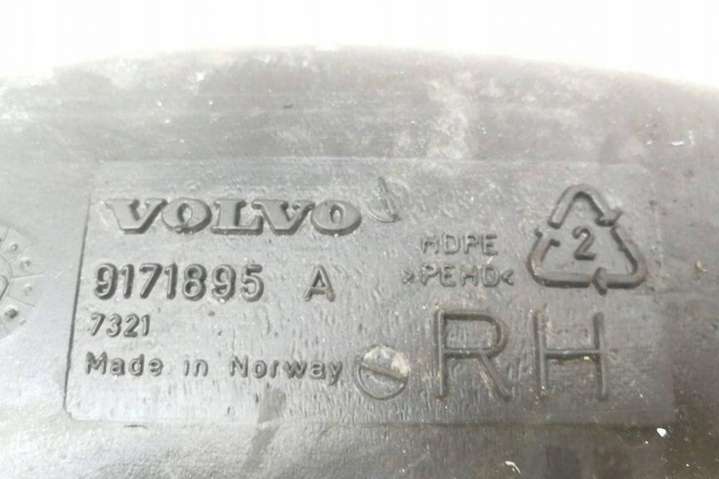 VOLVO
9171895 A
7321
Made in Norway
HDPE
>PEHD<
2
RH